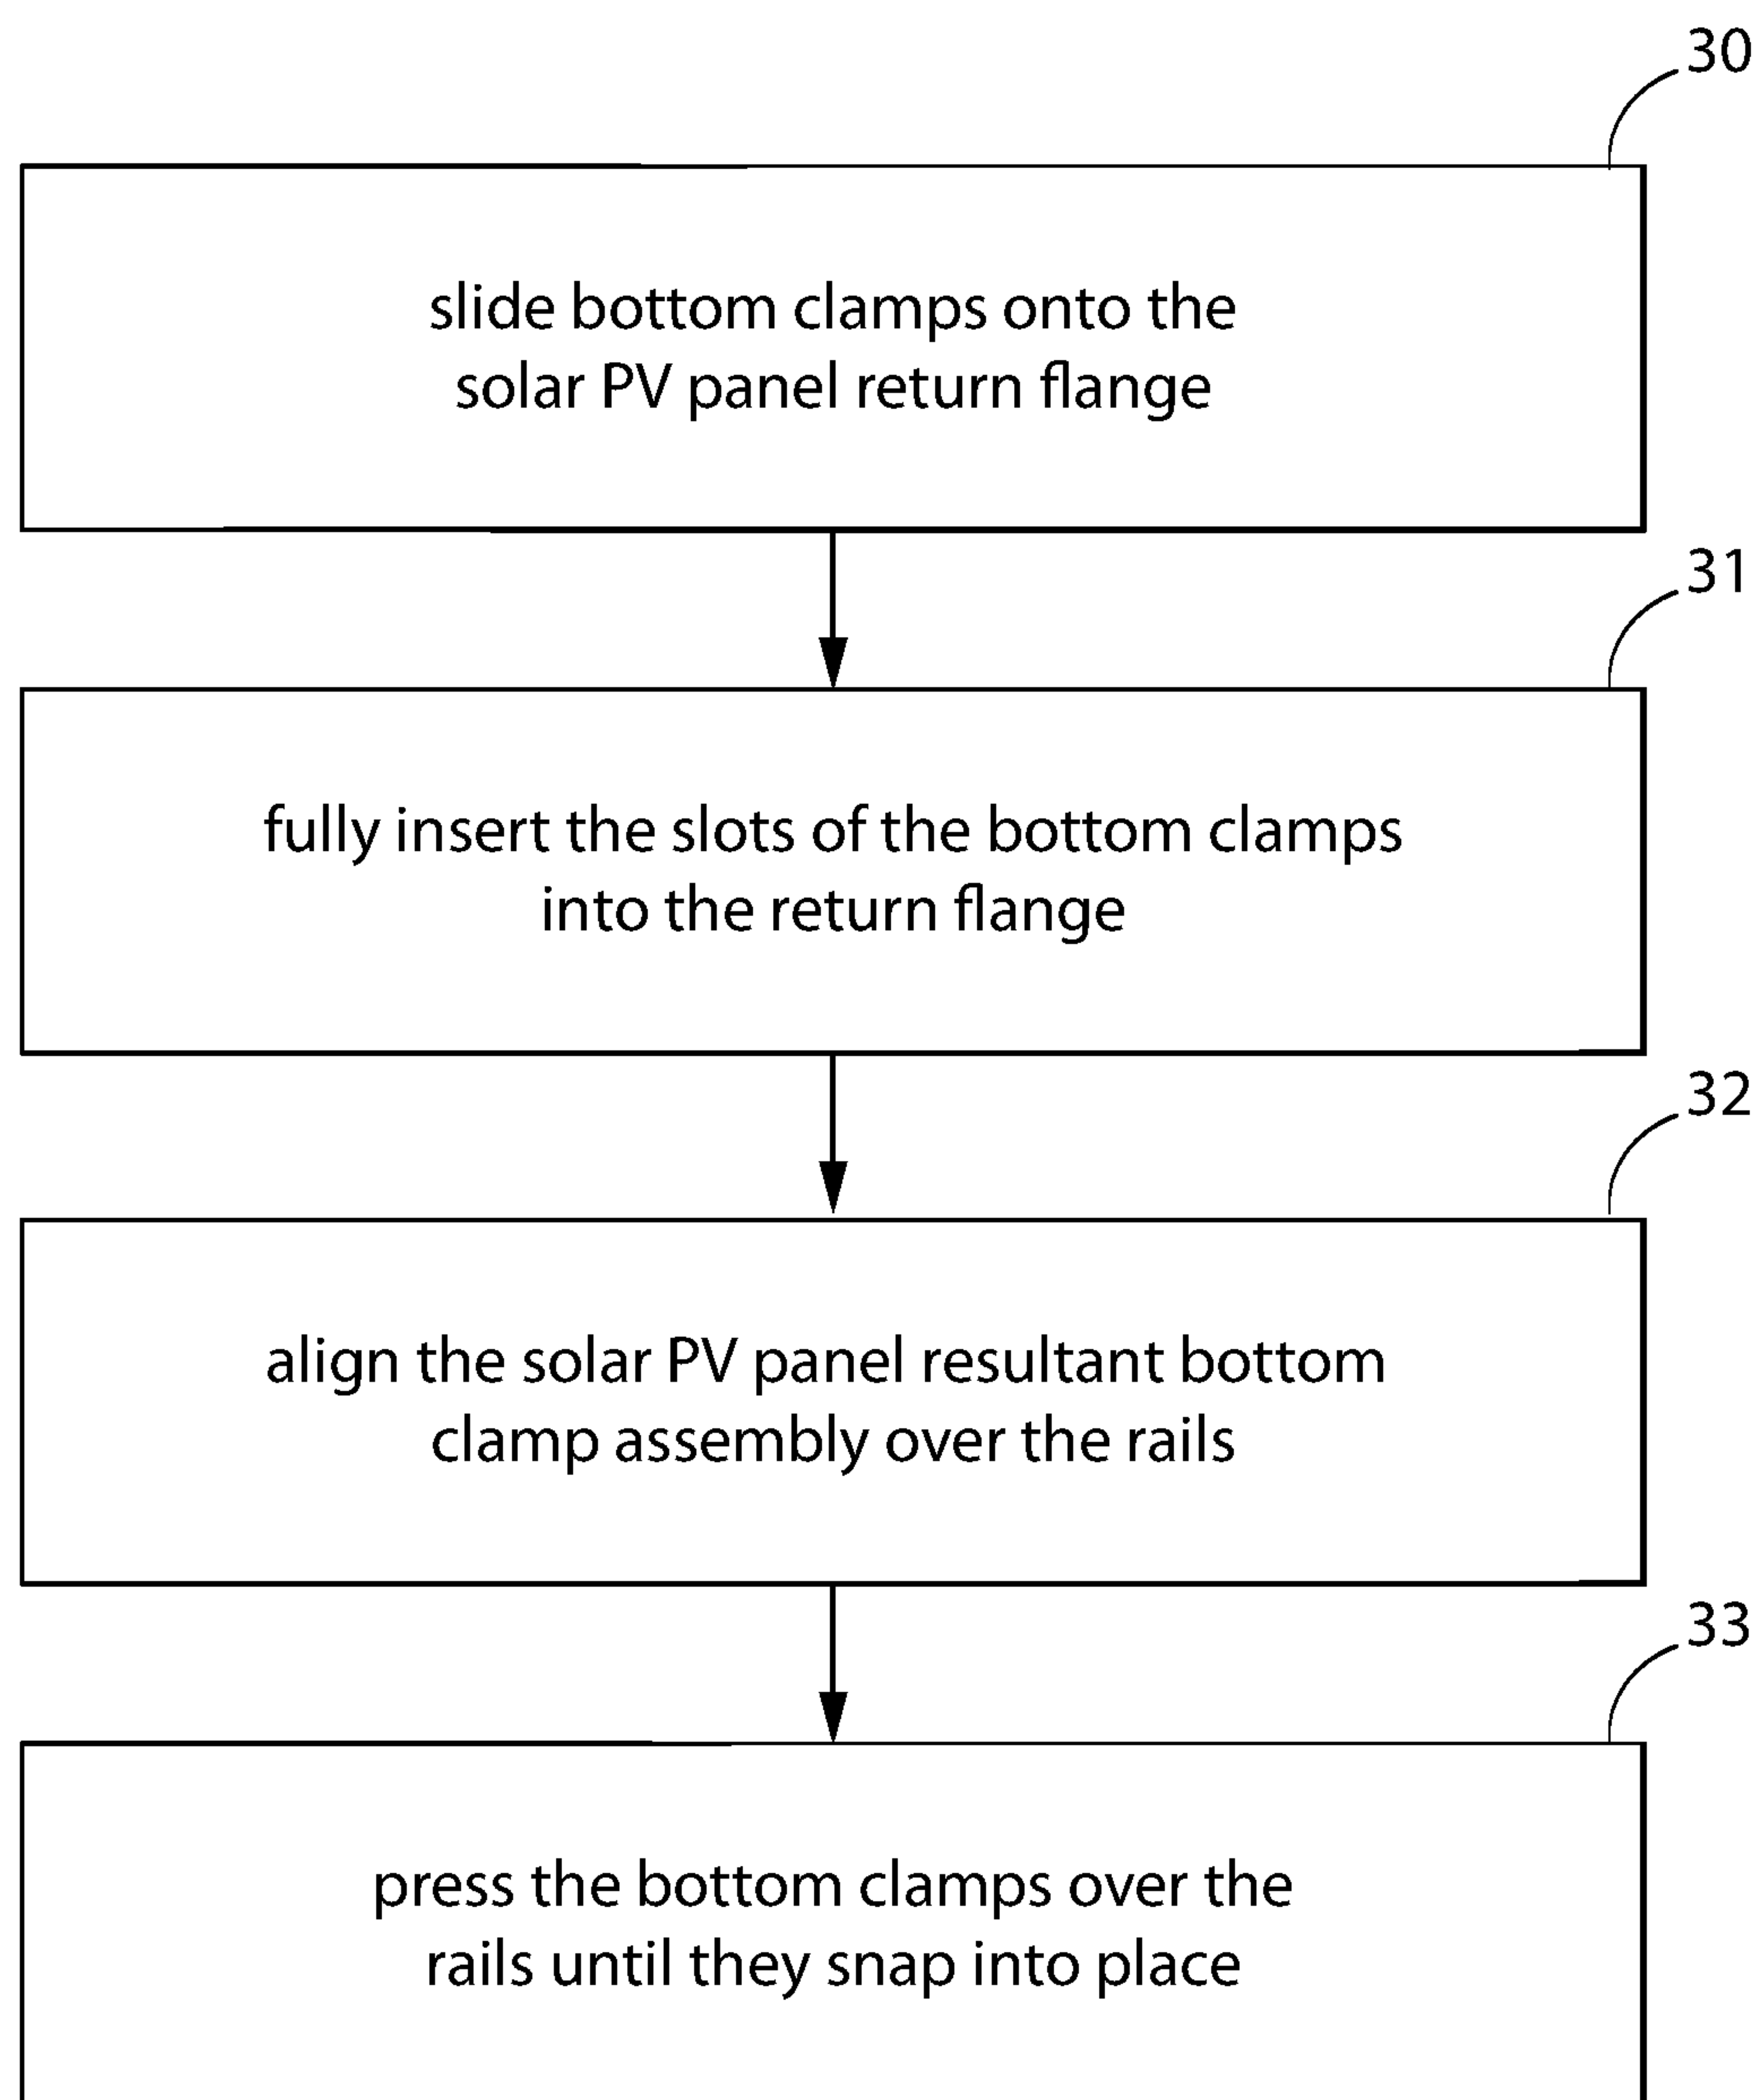 30
slide bottom clamps onto the
solar PV panel return flange
31
fully insert the slots of the bottom clamps
into the return flange
32
align the solar PV panel resultant bottom
clamp assembly over the rails
33
press the bottom clamps over the
rails until they snap into place